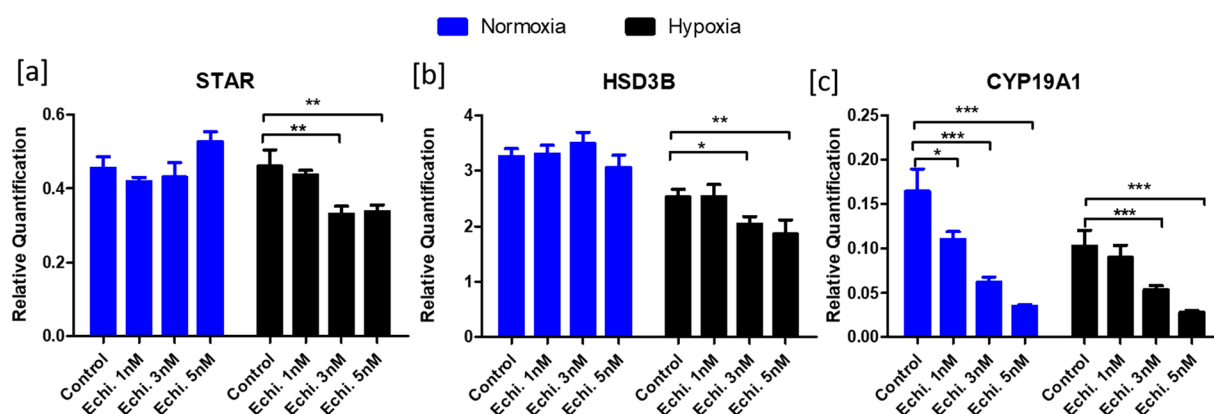 Normoxia Hypoxia
[a] STAR
Relative Quantification
0.6
0.4
0.2
0.0
** 
**
Control Echi. 1nM Echi. 3nM Echi. 5nM Control Echi. 1nM Echi. 3nM Echi. 5nM
[b] HSD3B
Relative Quantification
4
3
2
1
0
**
*
Control Echi. 1nM Echi. 3nM Echi. 5nM Control Echi. 1nM Echi. 3nM Echi. 5nM
[c] CYP19A1
Relative Quantification
0.25
0.20
0.15
0.10
0.05
0.00
***
***
*
***
***
Control Echi. 1nM Echi. 3nM Echi. 5nM Control Echi. 1nM Echi. 3nM Echi. 5nM